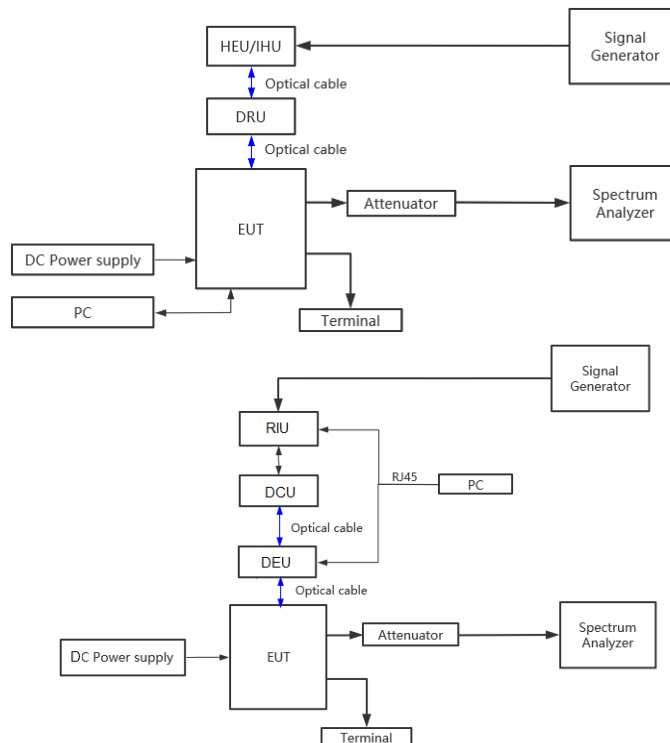 Signal
Generator
HEU/IHU
Optical cable
DRU
Optical cable
EUT
Attenuator
Spectrum
Analyzer
DC Power supply
PC
Terminal
Signal
Generator
RIU
RJ45
PC
DCU
Optical cable
DEU
Optical cable
EUT
Attenuator
Spectrum
Analyzer
DC Power supply
Terminal